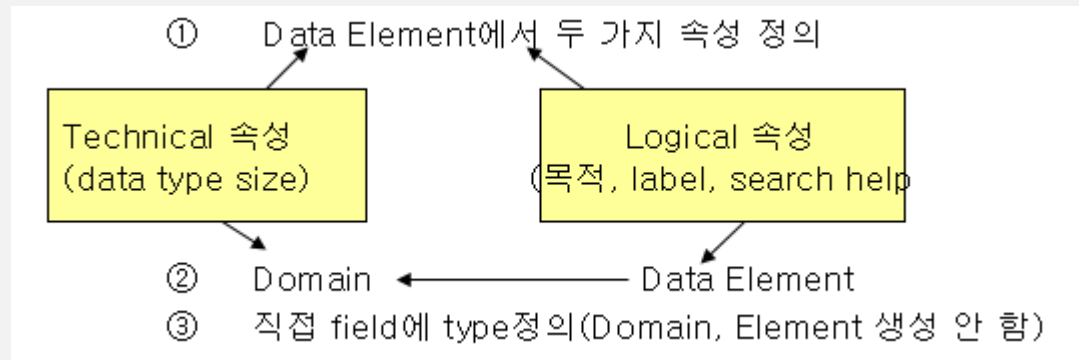 ① Data Element에서 두 가지 속성 정의
Technical 속성
(data type size)
Logical 속성
(목적, label, search help
② Domain Data Element
③ 직접 field에 type정의(Domain, Element 생성 안 함)